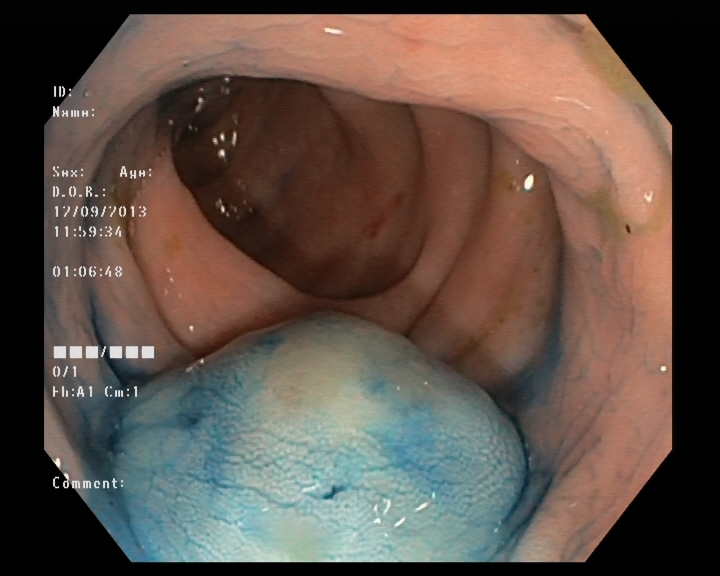 ID:
Name:
Sex: Age:
D.O.B.:
12/09/2013
11:59:34
01:06:48
■■■/■■■
0/1
Eh:A1 Cm:1
Comment: